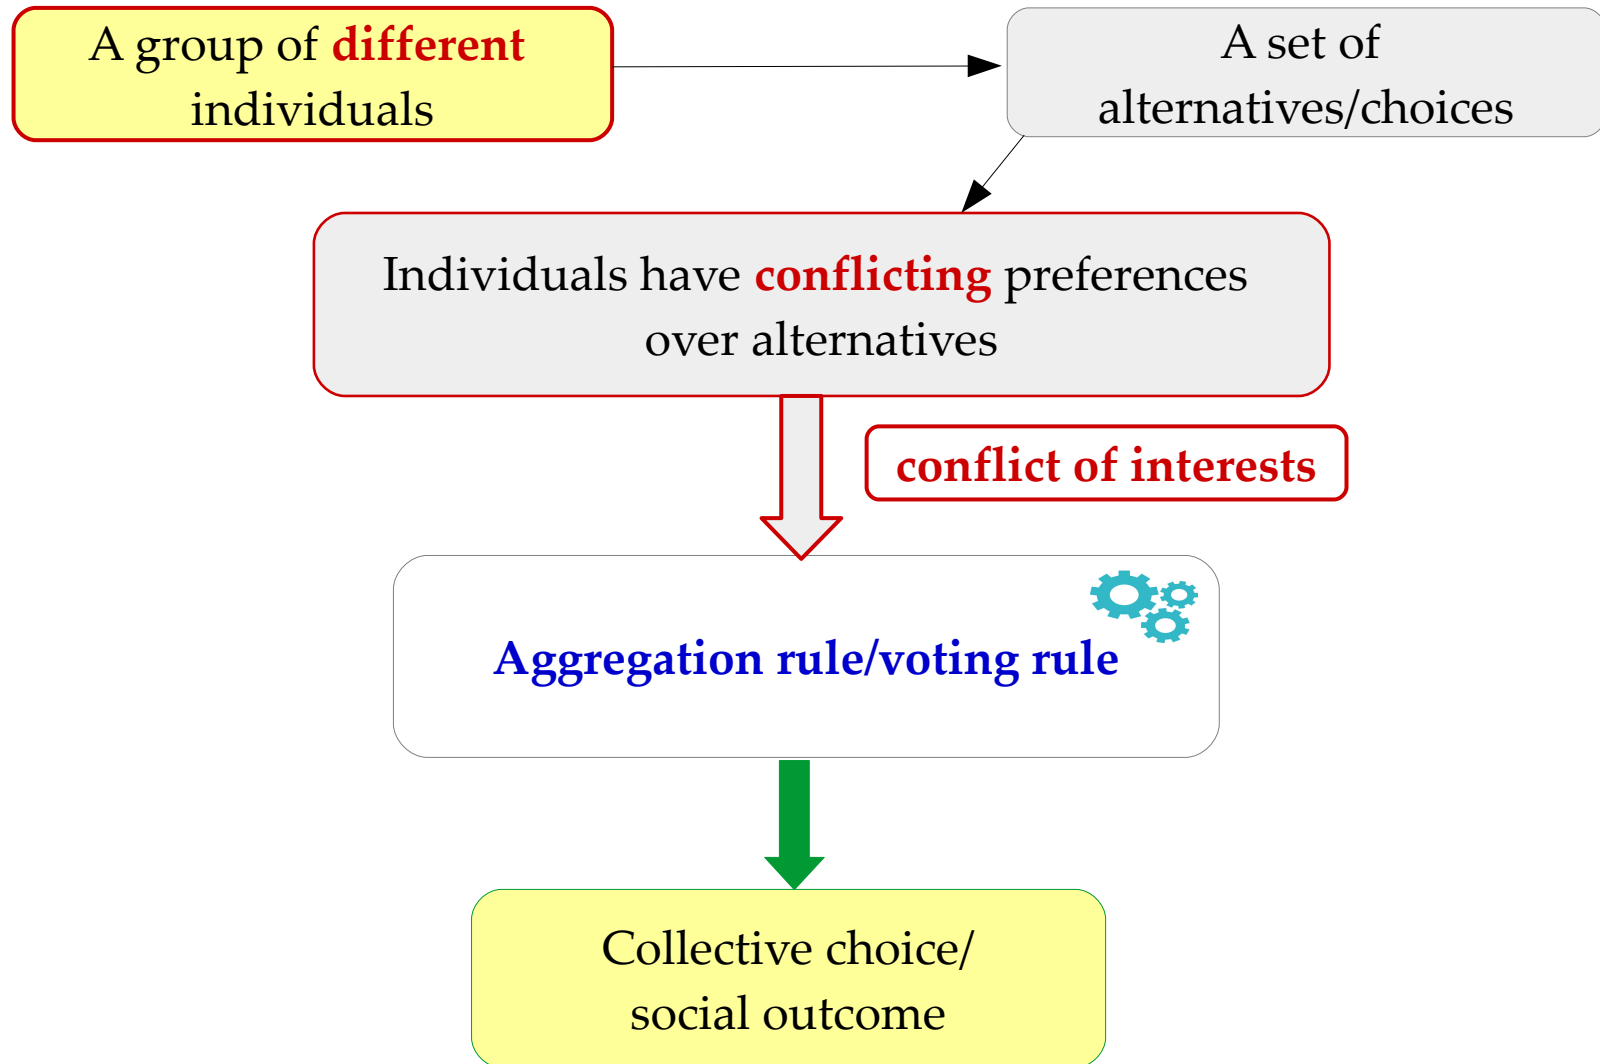 A group of different
individuals
A set of
alternatives/choices
Individuals have conflicting preferences
over alternatives
conflict of interests
Aggregation rule/voting rule
Collective choice/
social outcome